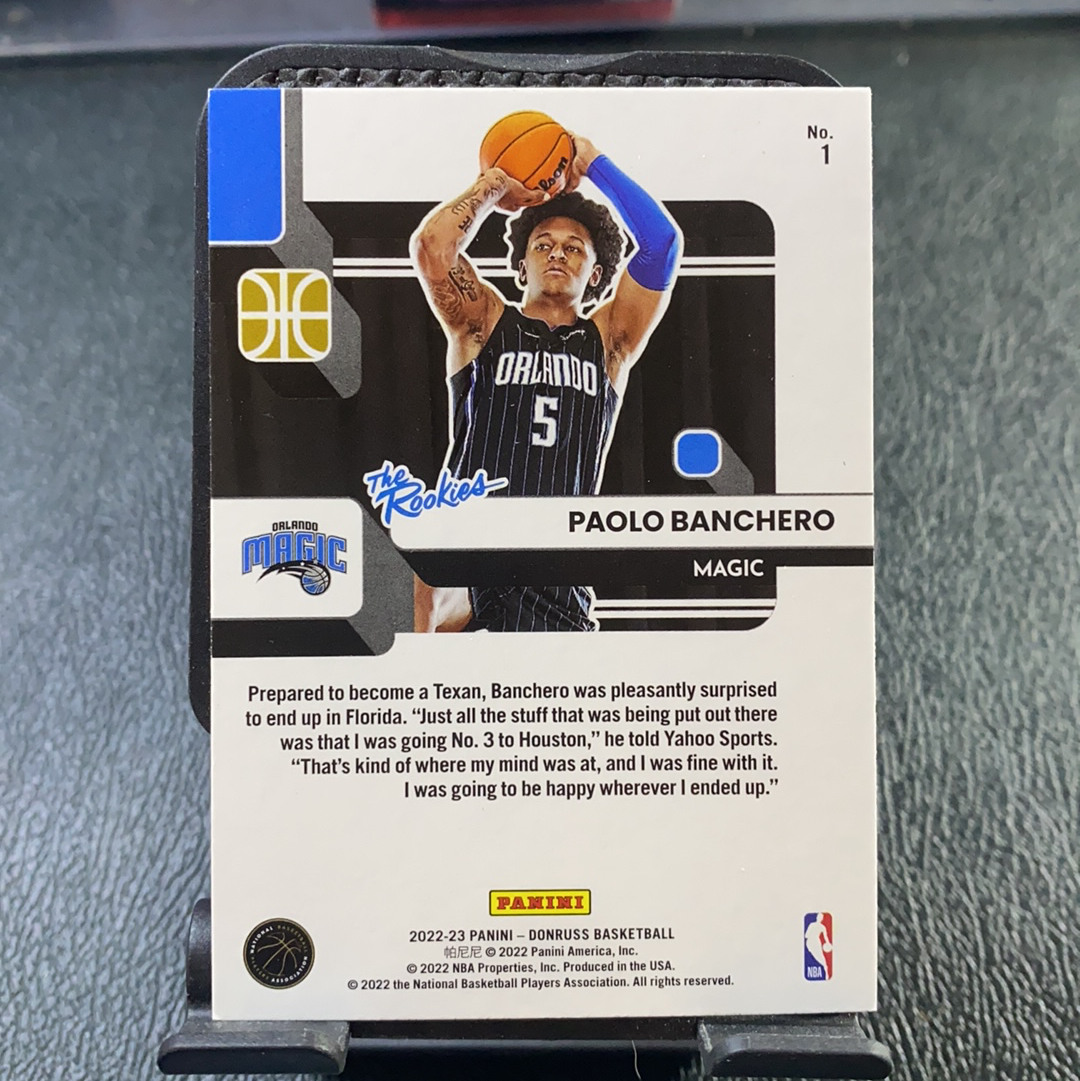 No.
1
ORLANDO
5
The
Rookies
PAOLO BANCHERO
ORLANDO
MAGIC
MAGIC
Prepared to become a Texan, Banchero was pleasantly surprised
to end up in Florida. “Just all the stuff that was being put out there
was that I was going No. 3 to Houston,” he told Yahoo Sports.
“That’s kind of where my mind was at, and I was fine with it.
I was going to be happy wherever I ended up.”
PANINI
2022-23 PANINI – DONRUSS BASKETBALL
帕尼尼 © 2022 Panini America, Inc.
© 2022 NBA Properties, Inc. Produced in the USA.
© 2022 the National Basketball Players Association. All rights reserved.
NATIONAL BASKETBALL
PLAYERS ASSOCIATION
NBA